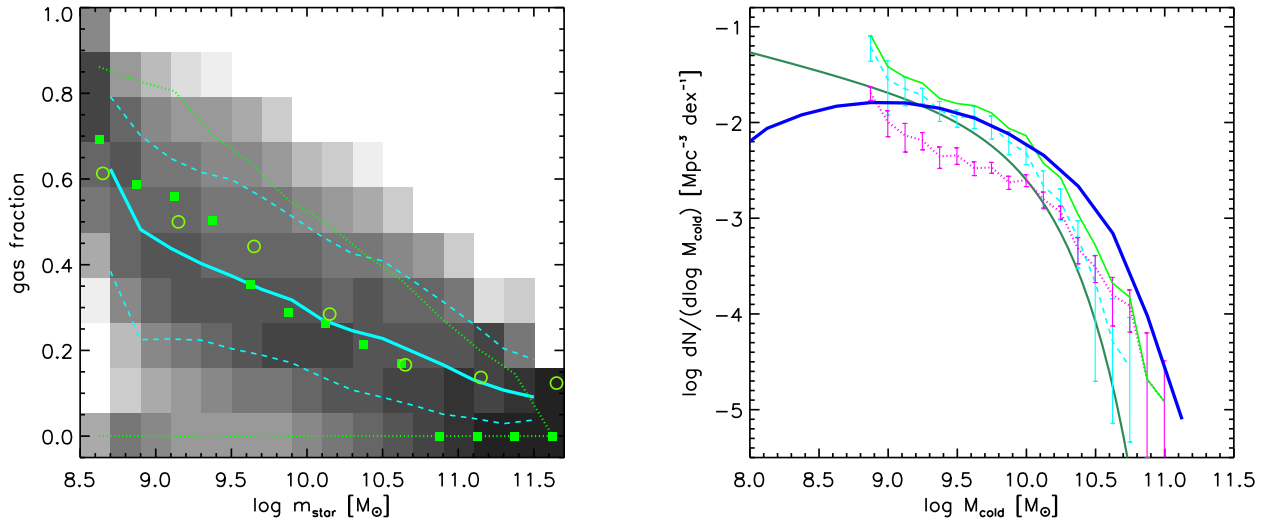 1.0
0.8
0.6
0.4
0.2
0.0
gas fraction
8.5 9.0 9.5 10.0 10.5 11.0 11.5
log m_star [M_⊙]
−1
−2
−3
−4
−5
log dN/(dlog M_cold) [Mpc⁻³ dex⁻¹]
8.0 8.5 9.0 9.5 10.0 10.5 11.0 11.5
log M_cold [M_⊙]